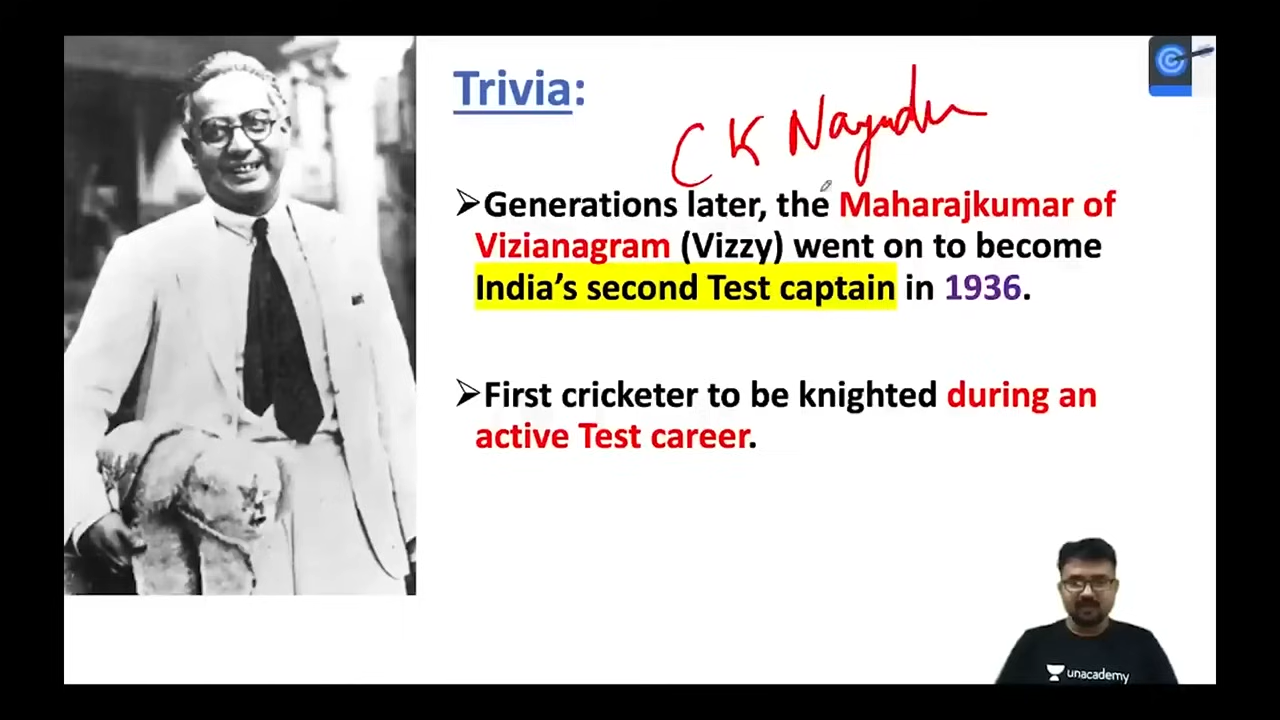 Trivia:
C K Nayudu
➢Generations later, the Maharajkumar of
Vizianagram (Vizzy) went on to become
India’s second Test captain in 1936.
➢First cricketer to be knighted during an
active Test career.
unacademy